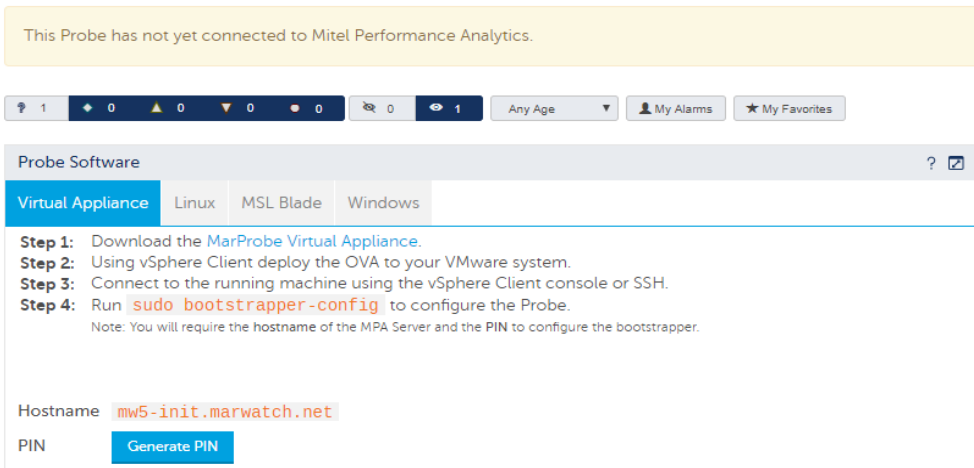 This Probe has not yet connected to Mitel Performance Analytics.
1 0 0 0 0 0 1 Any Age My Alarms My Favorites
Probe Software ?
Virtual Appliance Linux MSL Blade Windows
Step 1: Download the MarProbe Virtual Appliance.
Step 2: Using vSphere Client deploy the OVA to your VMware system.
Step 3: Connect to the running machine using the vSphere Client console or SSH.
Step 4: Run sudo bootstrapper-config to configure the Probe.
Note: You will require the hostname of the MPA Server and the PIN to configure the bootstrapper.
Hostname mw5-init.marwatch.net
PIN Generate PIN